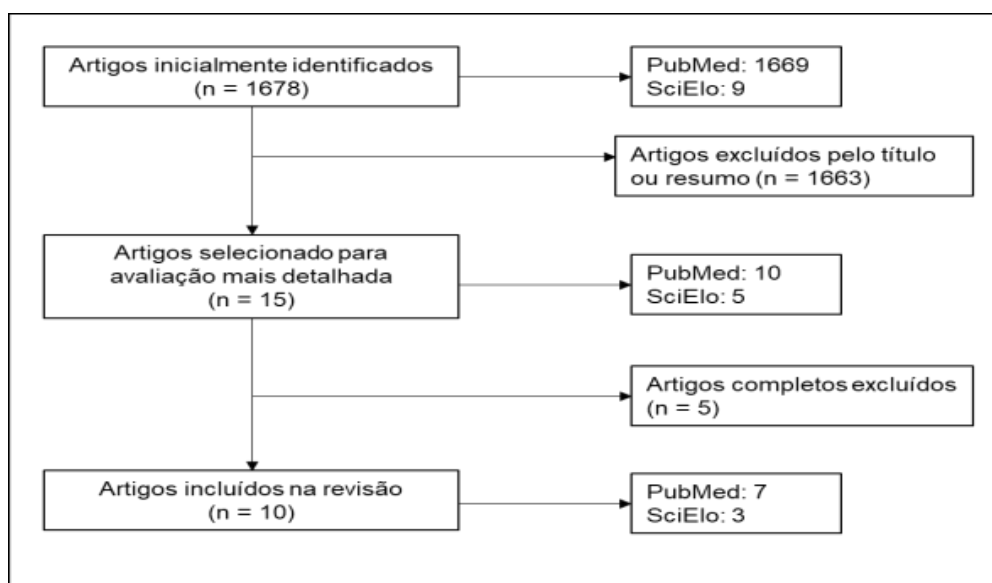 Artigos inicialmente identificados
(n = 1678)
PubMed: 1669
SciElo: 9
Artigos excluídos pelo título
ou resumo (n = 1663)
Artigos selecionado para
avaliação mais detalhada
(n = 15)
PubMed: 10
SciElo: 5
Artigos completos excluídos
(n = 5)
Artigos incluídos na revisão
(n = 10)
PubMed: 7
SciElo: 3